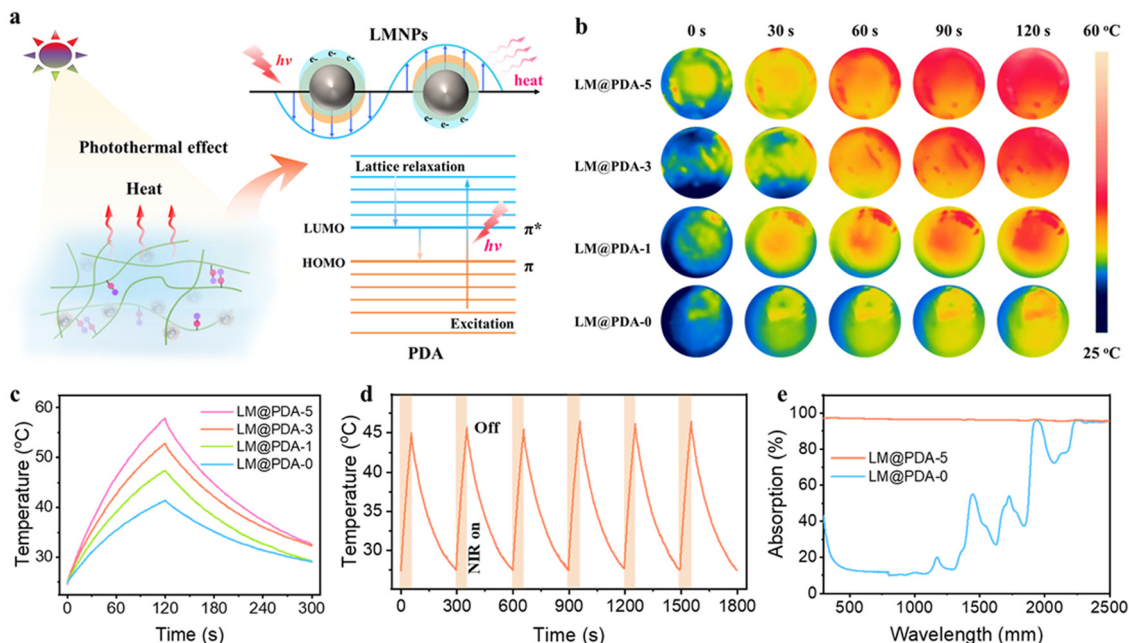 a
LMNPs
hν
e-
e-
e-
e-
e-
e-
heat
Photothermal effect
Heat
Lattice relaxation
LUMO
π*
hν
HOMO
π
Excitation
PDA
b
0 s 30 s 60 s 90 s 120 s 60 °C
LM@PDA-5
LM@PDA-3
LM@PDA-1
LM@PDA-0
25 °C
c
Temperature (°C)
60
50
40
30
LM@PDA-5
LM@PDA-3
LM@PDA-1
LM@PDA-0
0 60 120 180 240 300
Time (s)
d
Temperature (°C)
45
40
35
30
Off
NIR on
0 300 600 900 1200 1500 1800
Time (s)
e
Absorption (%)
100
80
60
40
20
0
LM@PDA-5
LM@PDA-0
500 1000 1500 2000 2500
Wavelength (mm)